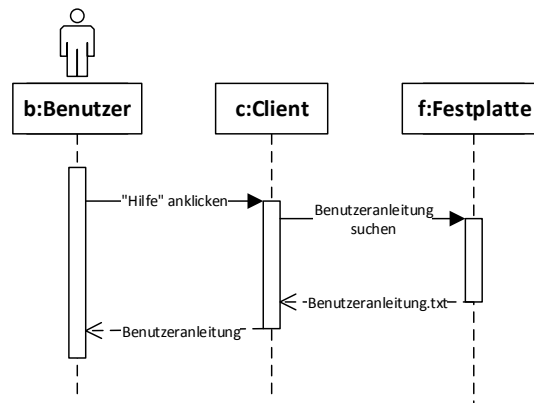 b:Benutzer
c:Client
f:Festplatte
"Hilfe" anklicken
Benutzeranleitung
suchen
Benutzeranleitung.txt
Benutzeranleitung